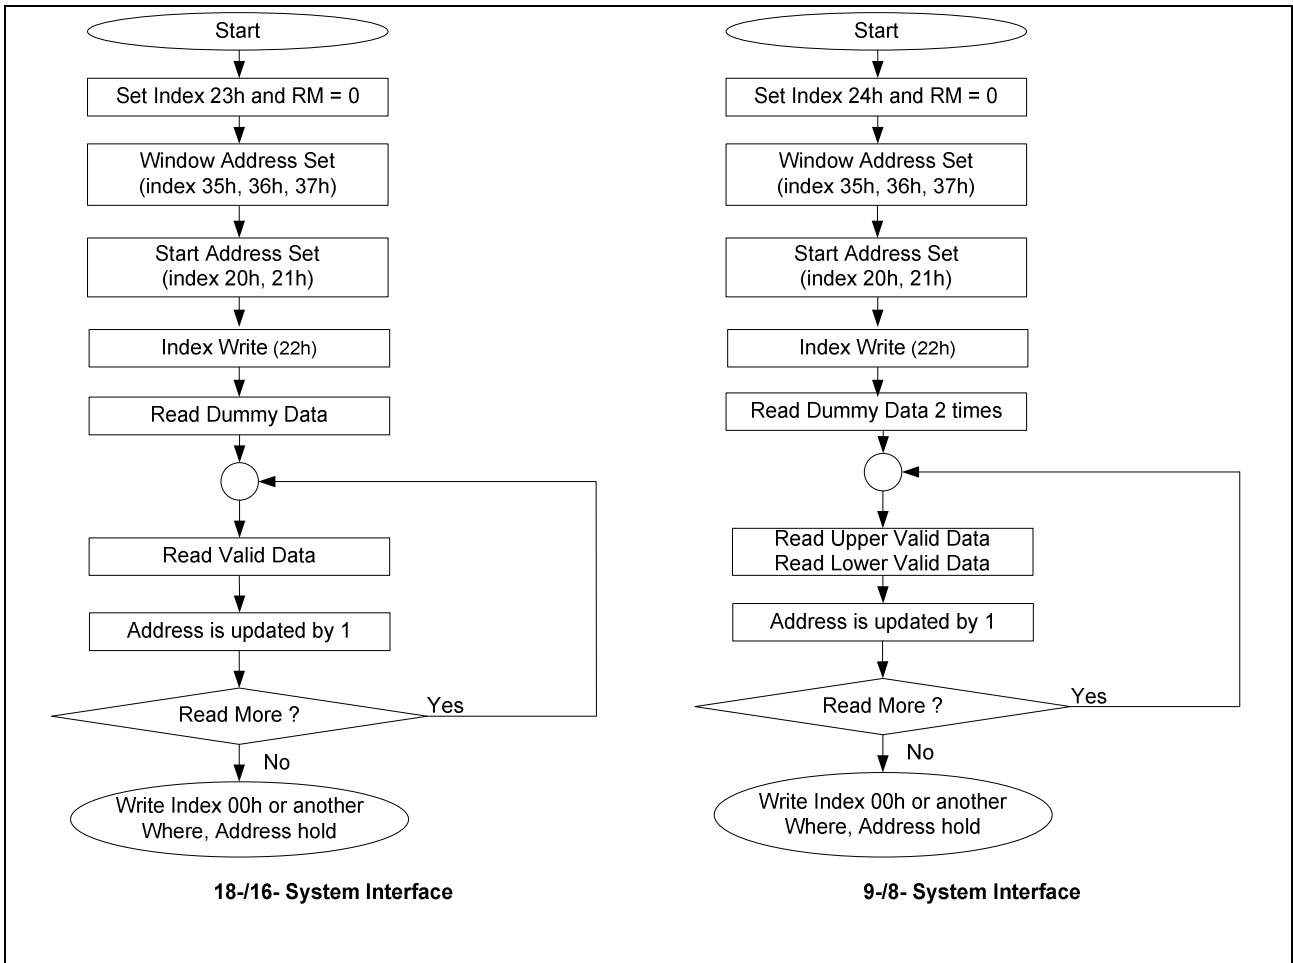 Start
Set Index 23h and RM = 0
Window Address Set
(index 35h, 36h, 37h)
Start Address Set
(index 20h, 21h)
Index Write (22h)
Read Dummy Data
Read Valid Data
Address is updated by 1
Read More ?
Yes
No
Write Index 00h or another
Where, Address hold
18-/16- System Interface
Start
Set Index 24h and RM = 0
Window Address Set
(index 35h, 36h, 37h)
Start Address Set
(index 20h, 21h)
Index Write (22h)
Read Dummy Data 2 times
Read Upper Valid Data
Read Lower Valid Data
Address is updated by 1
Read More ?
Yes
No
Write Index 00h or another
Where, Address hold
9-/8- System Interface